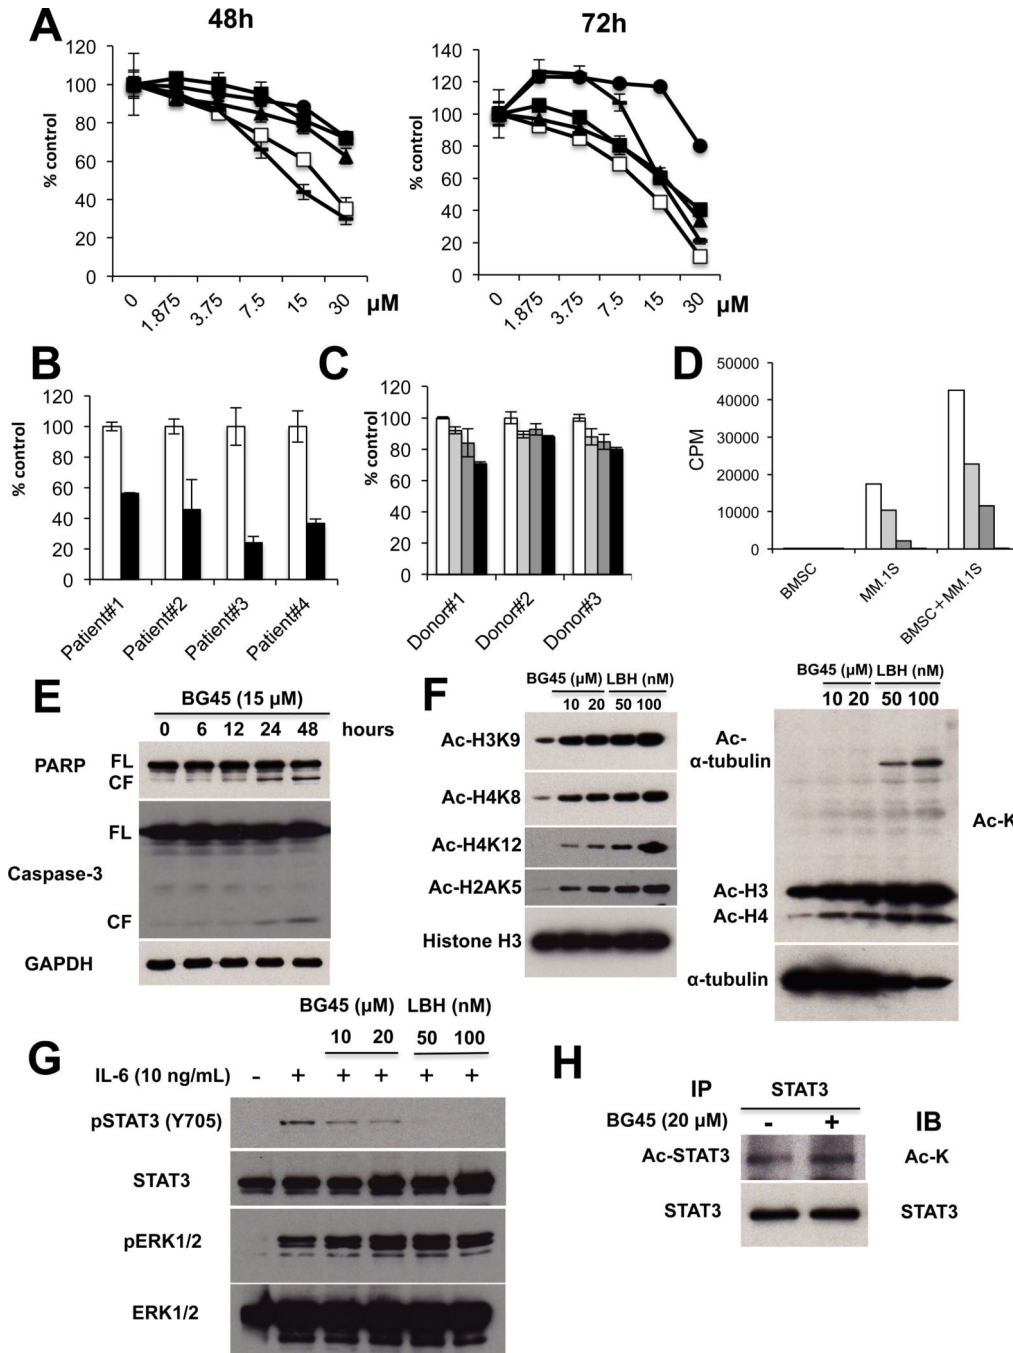 A
48h
72h
% control
120
100
80
60
40
20
0
0
1.875
3.75
7.5
15
30
µM
% control
140
120
100
80
60
40
20
0
0
1.875
3.75
7.5
15
30
µM
B
% control
120
100
80
60
40
20
0
Patient#1
Patient#2
Patient#3
Patient#4
C
% control
120
100
80
60
40
20
0
Donor#1
Donor#2
Donor#3
D
CPM
50000
40000
30000
20000
10000
0
BMSC
MM.1S
BMSC+MM.1S
E
BG45 (15 µM)
0 6 12 24 48 hours
PARP
FL
CF
Caspase-3
FL
CF
GAPDH
F
BG45 (µM) LBH (nM)
10 20 50 100
Ac-H3K9
Ac-H4K8
Ac-H4K12
Ac-H2AK5
Histone H3
BG45 (µM) LBH (nM)
10 20 50 100
Ac-
α-tubulin
Ac-K
Ac-H3
Ac-H4
α-tubulin
G
BG45 (µM) LBH (nM)
10 20 50 100
IL-6 (10 ng/mL) - + + + + +
pSTAT3 (Y705)
STAT3
pERK1/2
ERK1/2
H
IP STAT3
BG45 (20 µM) - + IB
Ac-STAT3 Ac-K
STAT3 STAT3